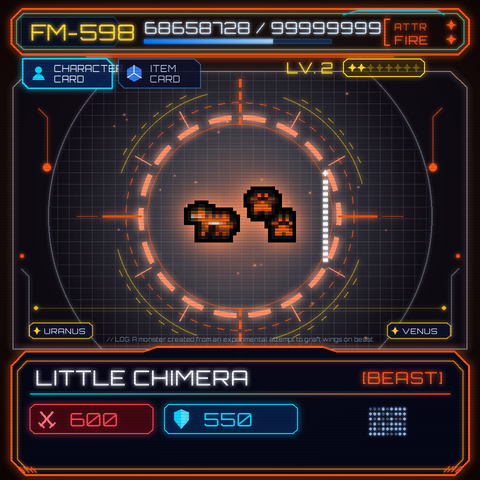 FM-598
68658728 / 99999999
ATTR
FIRE
CHARACTER
CARD
ITEM
CARD
LV. 2
URANUS
VENUS
// LOG A monster created from an experimental attempt to graft wings on beast.
LITTLE CHIMERA
[BEAST]
600
550